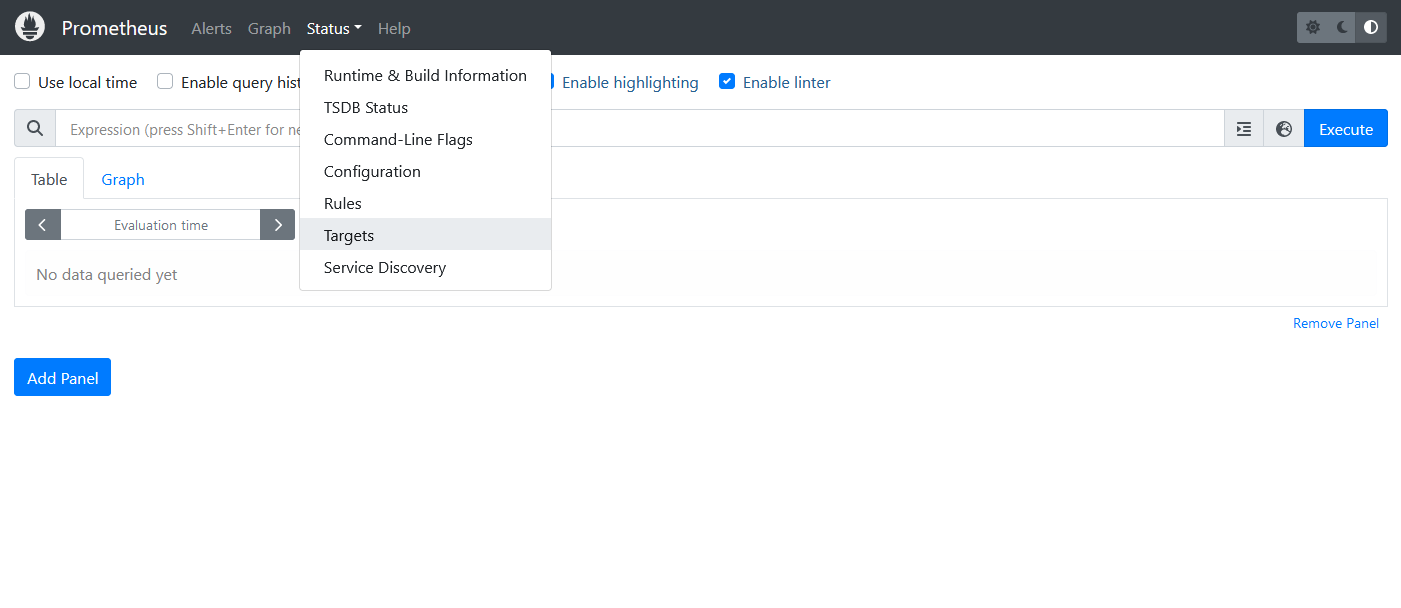 Prometheus Alerts Graph Status Help
Use local time Enable query hist Enable highlighting Enable linter
Runtime & Build Information
TSDB Status
Command-Line Flags
Configuration
Rules
Targets
Service Discovery
Expression (press Shift+Enter for ne Execute
Table Graph
Evaluation time
No data queried yet
Remove Panel
Add Panel